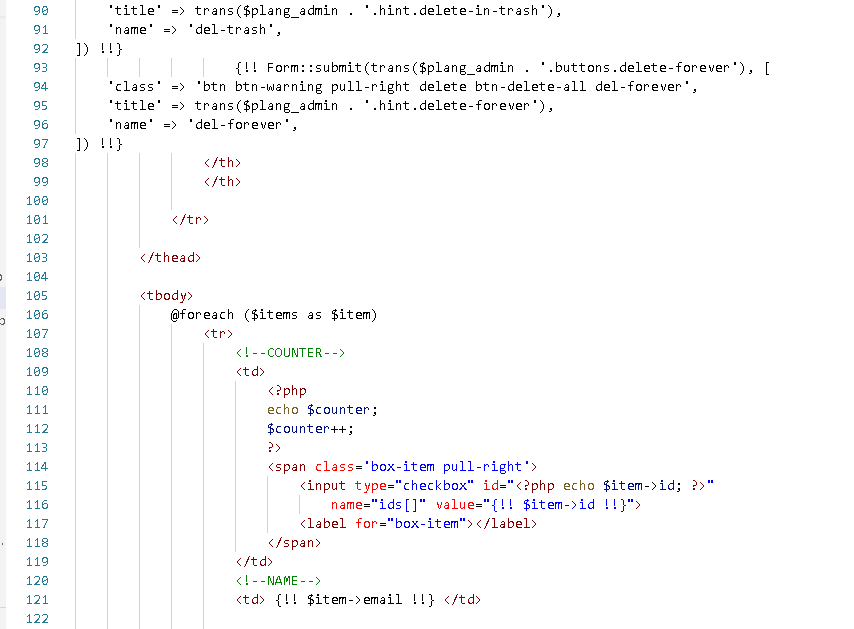 90 'title' => trans($plang_admin . '.hint.delete-in-trash'),
91 'name' => 'del-trash',
92 ]) !!}
93 {!! Form::submit(trans($plang_admin . '.buttons.delete-forever'), [
94 'class' => 'btn btn-warning pull-right delete btn-delete-all del-forever',
95 'title' => trans($plang_admin . '.hint.delete-forever'),
96 'name' => 'del-forever',
97 ]) !!}
98 </th>
99 </th>
100
101 </tr>
102
103 </thead>
104
105 <tbody>
106 @foreach ($items as $item)
107 <tr>
108 <!--COUNTER-->
109 <td>
110 <?php
111 echo $counter;
112 $counter++;
113 ?>
114 <span class='box-item pull-right'>
115 <input type="checkbox" id="<?php echo $item->id; ?>"
116 name="ids[]" value="{!! $item->id !!}">
117 <label for="box-item"></label>
118 </span>
119 </td>
120 <!--NAME-->
121 <td> {!! $item->email !!} </td>
122